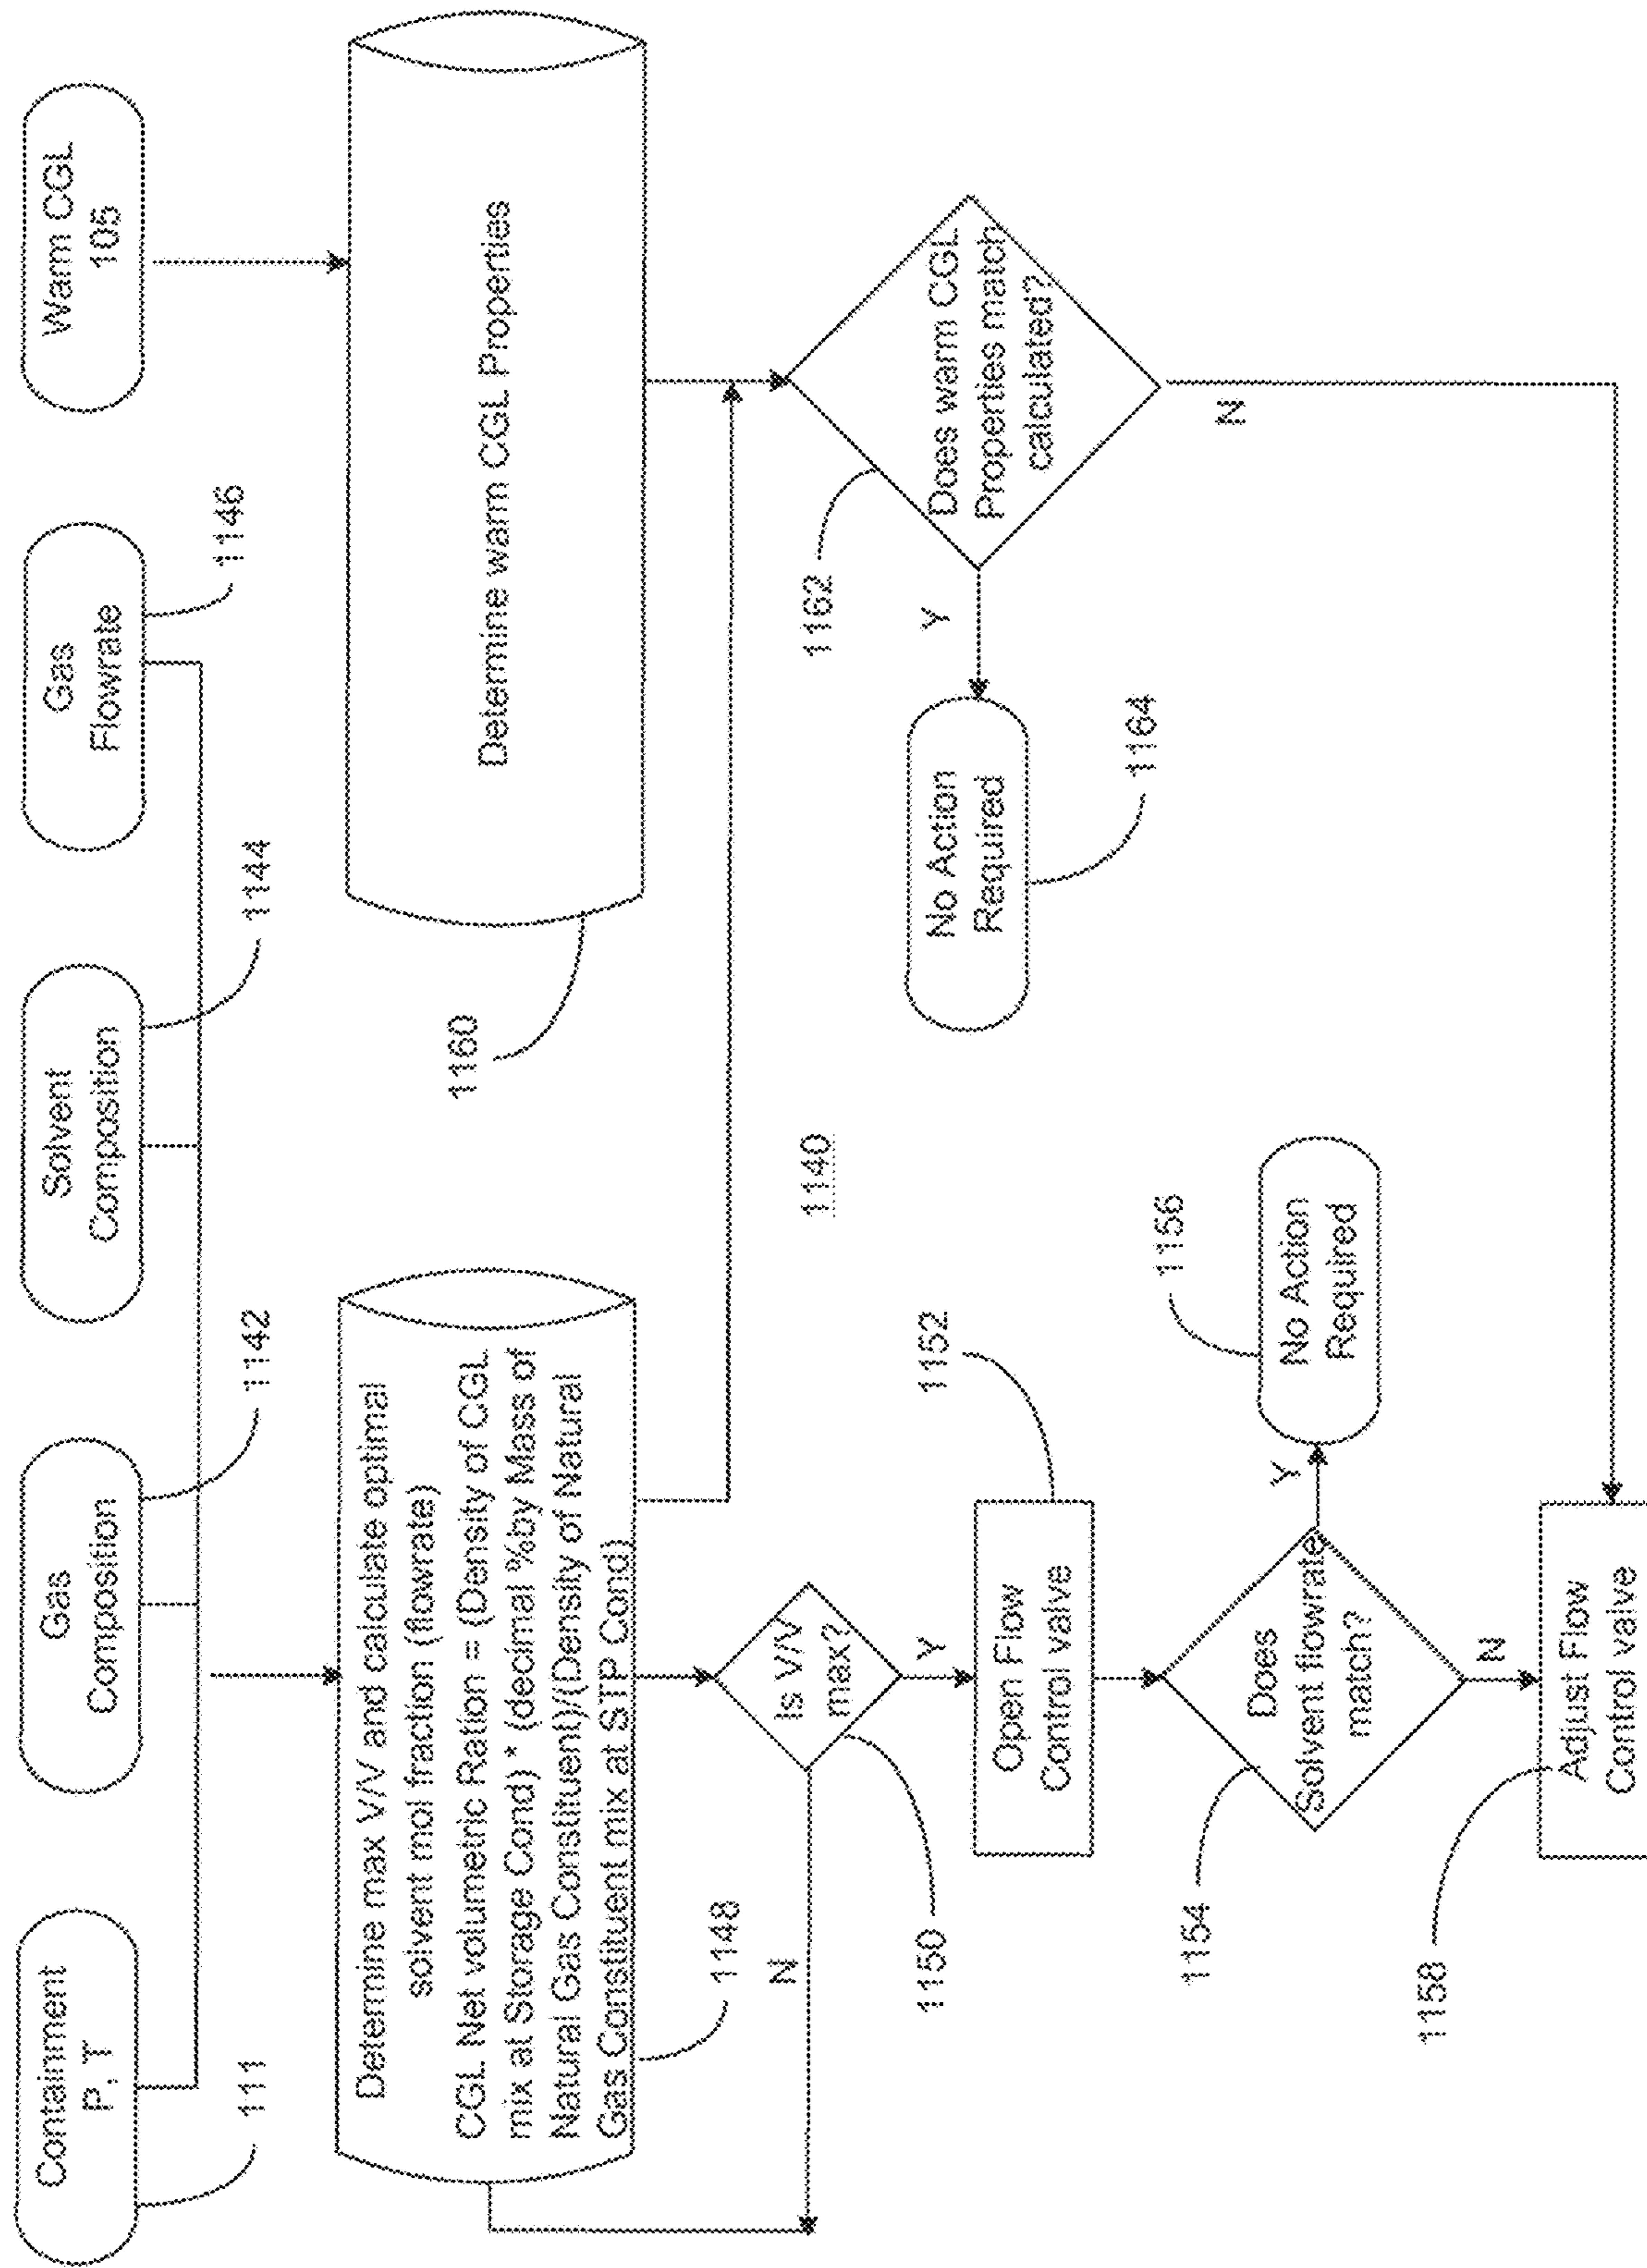 Containment
P, T
111
Gas
Composition
1142
Solvent
Composition
1144
Gas
Flowrate
1146
Warm CGL
105
Determine max V/V and calculate optimal
solvent mol fraction (flowrate)
CGL Net volumetric Ration = (Density of CGL
mix at Storage Cond) * (decimal %by Mass of
Natural Gas Constituent)/(Density of Natural
Gas Constituent mix at STP Cond)
1148
Determine warm CGL Properties
1160
N
Is V/V
max?
1150
Y
1140
Does warm CGL
Properties match
calculated?
1162
Y
N
No Action
Required
1164
Open Flow
Control valve
1152
Does
Solvent flowrate
match?
1154
Y
N
No Action
Required
1156
Adjust Flow
Control valve
1158